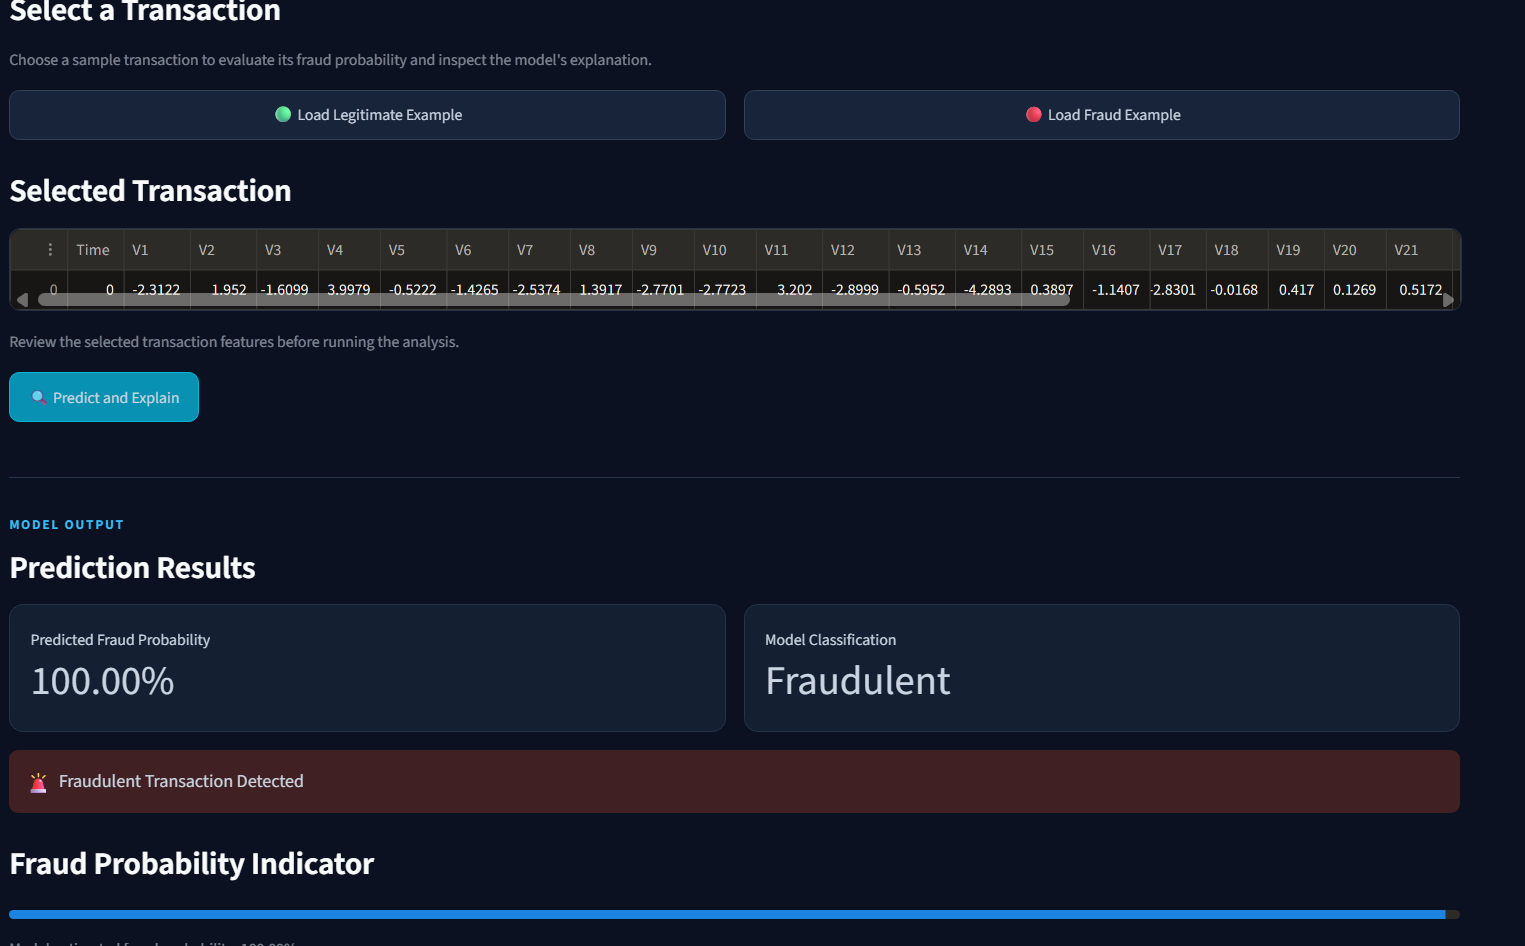 Select a Transaction
Choose a sample transaction to evaluate its fraud probability and inspect the model's explanation.
Load Legitimate Example
Load Fraud Example
Selected Transaction
Time V1 V2 V3 V4 V5 V6 V7 V8 V9 V10 V11 V12 V13 V14 V15 V16 V17 V18 V19 V20 V21
0 0 -2.3122 1.952 -1.6099 3.9979 -0.5222 -1.4265 -2.5374 1.3917 -2.7701 -2.7723 3.202 -2.8999 -0.5952 -4.2893 0.3897 -1.1407 -2.8301 -0.0168 0.417 0.1269 0.5172
Review the selected transaction features before running the analysis.
Predict and Explain
MODEL OUTPUT
Prediction Results
Predicted Fraud Probability
100.00%
Model Classification
Fraudulent
Fraudulent Transaction Detected
Fraud Probability Indicator